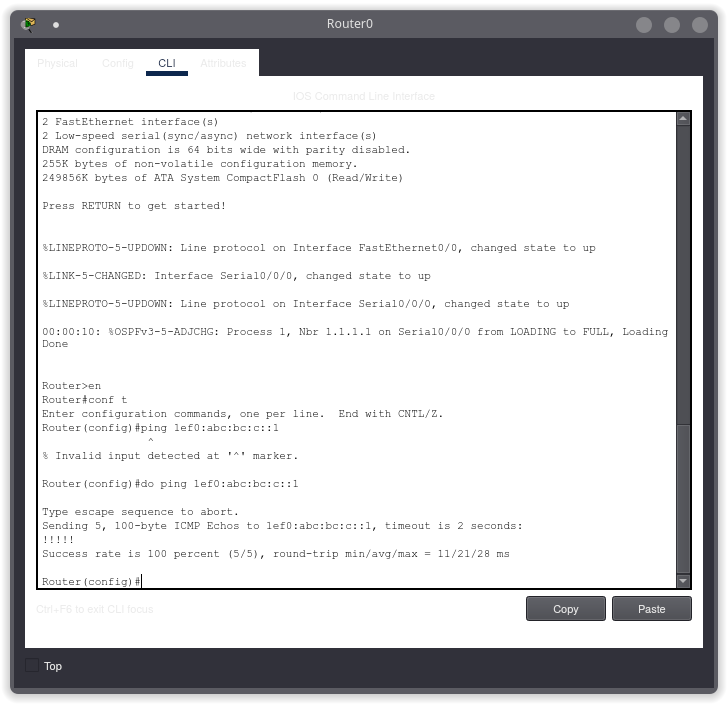 Router0
Physical Config CLI Attributes
IOS Command Line Interface
2 FastEthernet interface(s)
2 Low-speed serial(sync/async) network interface(s)
DRAM configuration is 64 bits wide with parity disabled.
255K bytes of non-volatile configuration memory.
249856K bytes of ATA System CompactFlash 0 (Read/Write)
Press RETURN to get started!
%LINEPROTO-5-UPDOWN: Line protocol on Interface FastEthernet0/0, changed state to up
%LINK-5-CHANGED: Interface Serial0/0/0, changed state to up
%LINEPROTO-5-UPDOWN: Line protocol on Interface Serial0/0/0, changed state to up
00:00:10: %OSPFv3-5-ADJCHG: Process 1, Nbr 1.1.1.1 on Serial0/0/0 from LOADING to FULL, Loading
Done
Router>en
Router#conf t
Enter configuration commands, one per line.  End with CNTL/Z.
Router(config)#ping 1ef0:abc:bc:c::1
^
% Invalid input detected at '^' marker.
Router(config)#do ping 1ef0:abc:bc:c::1
Type escape sequence to abort.
Sending 5, 100-byte ICMP Echos to 1ef0:abc:bc:c::1, timeout is 2 seconds:
!!!!!
Success rate is 100 percent (5/5), round-trip min/avg/max = 11/21/28 ms
Router(config)#
Ctrl+F6 to exit CLI focus
Copy Paste
Top